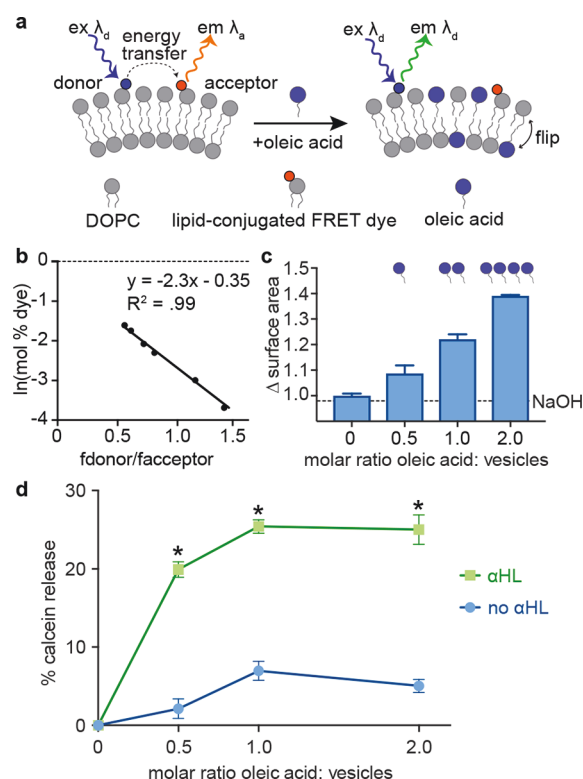 a
ex λd
energy
transfer
em λa
donor
acceptor
+oleic acid
ex λd
em λd
flip
DOPC
lipid-conjugated FRET dye
oleic acid
b
0
-1
-2
-3
-4
ln(mol % dye)
y = -2.3x - 0.35
R² = .99
0
0.5
1.0
1.5
fdonor/facceptor
c
1.5
1.4
1.3
1.2
1.1
1.0
Δ surface area
NaOH
0
0.5
1.0
2.0
molar ratio oleic acid: vesicles
d
30
20
10
0
% calcein release
*
*
*
αHL
no αHL
0
0.5
1.0
2.0
molar ratio oleic acid: vesicles